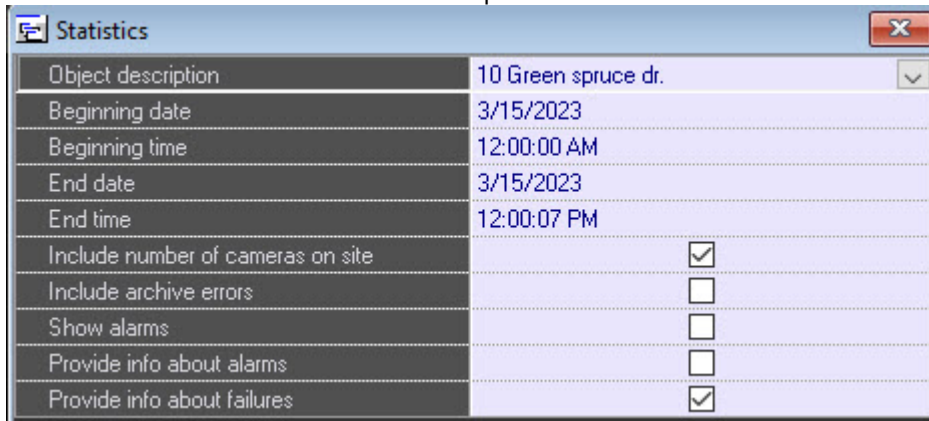 Statistics
Object description 10 Green spruce dr.
Beginning date 3/15/2023
Beginning time 12:00:00 AM
End date 3/15/2023
End time 12:00:07 PM
Include number of cameras on site
Include archive errors
Show alarms
Provide info about alarms
Provide info about failures